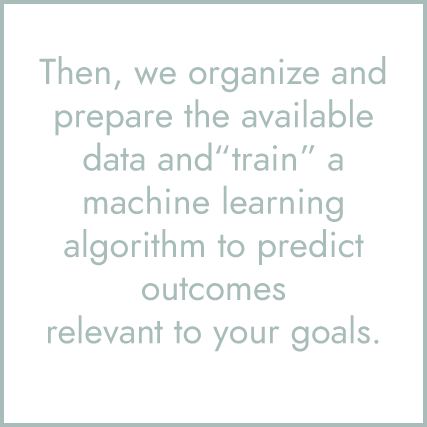 Then, we organize and
prepare the available
data and“train” a
machine learning
algorithm to predict
outcomes
relevant to your goals.